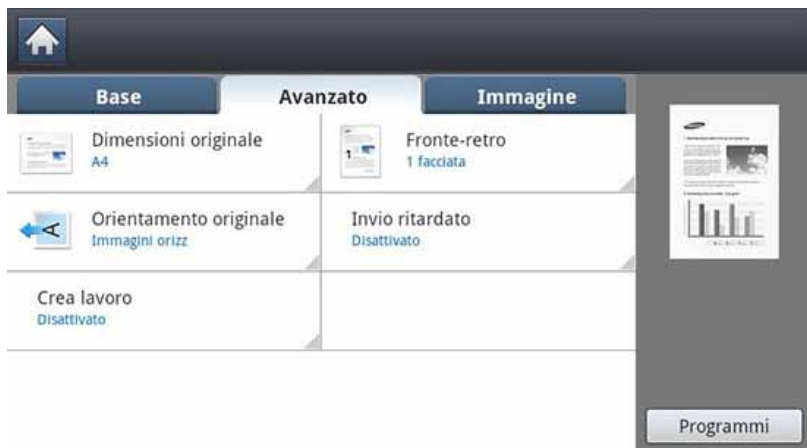 Base
Avanzato
Immagine
Dimensioni originale
A4
Fronte-retro
1 facciata
Orientamento originale
Immagini orizz
Invio ritardato
Disattivato
Crea lavoro
Disattivato
Programmi